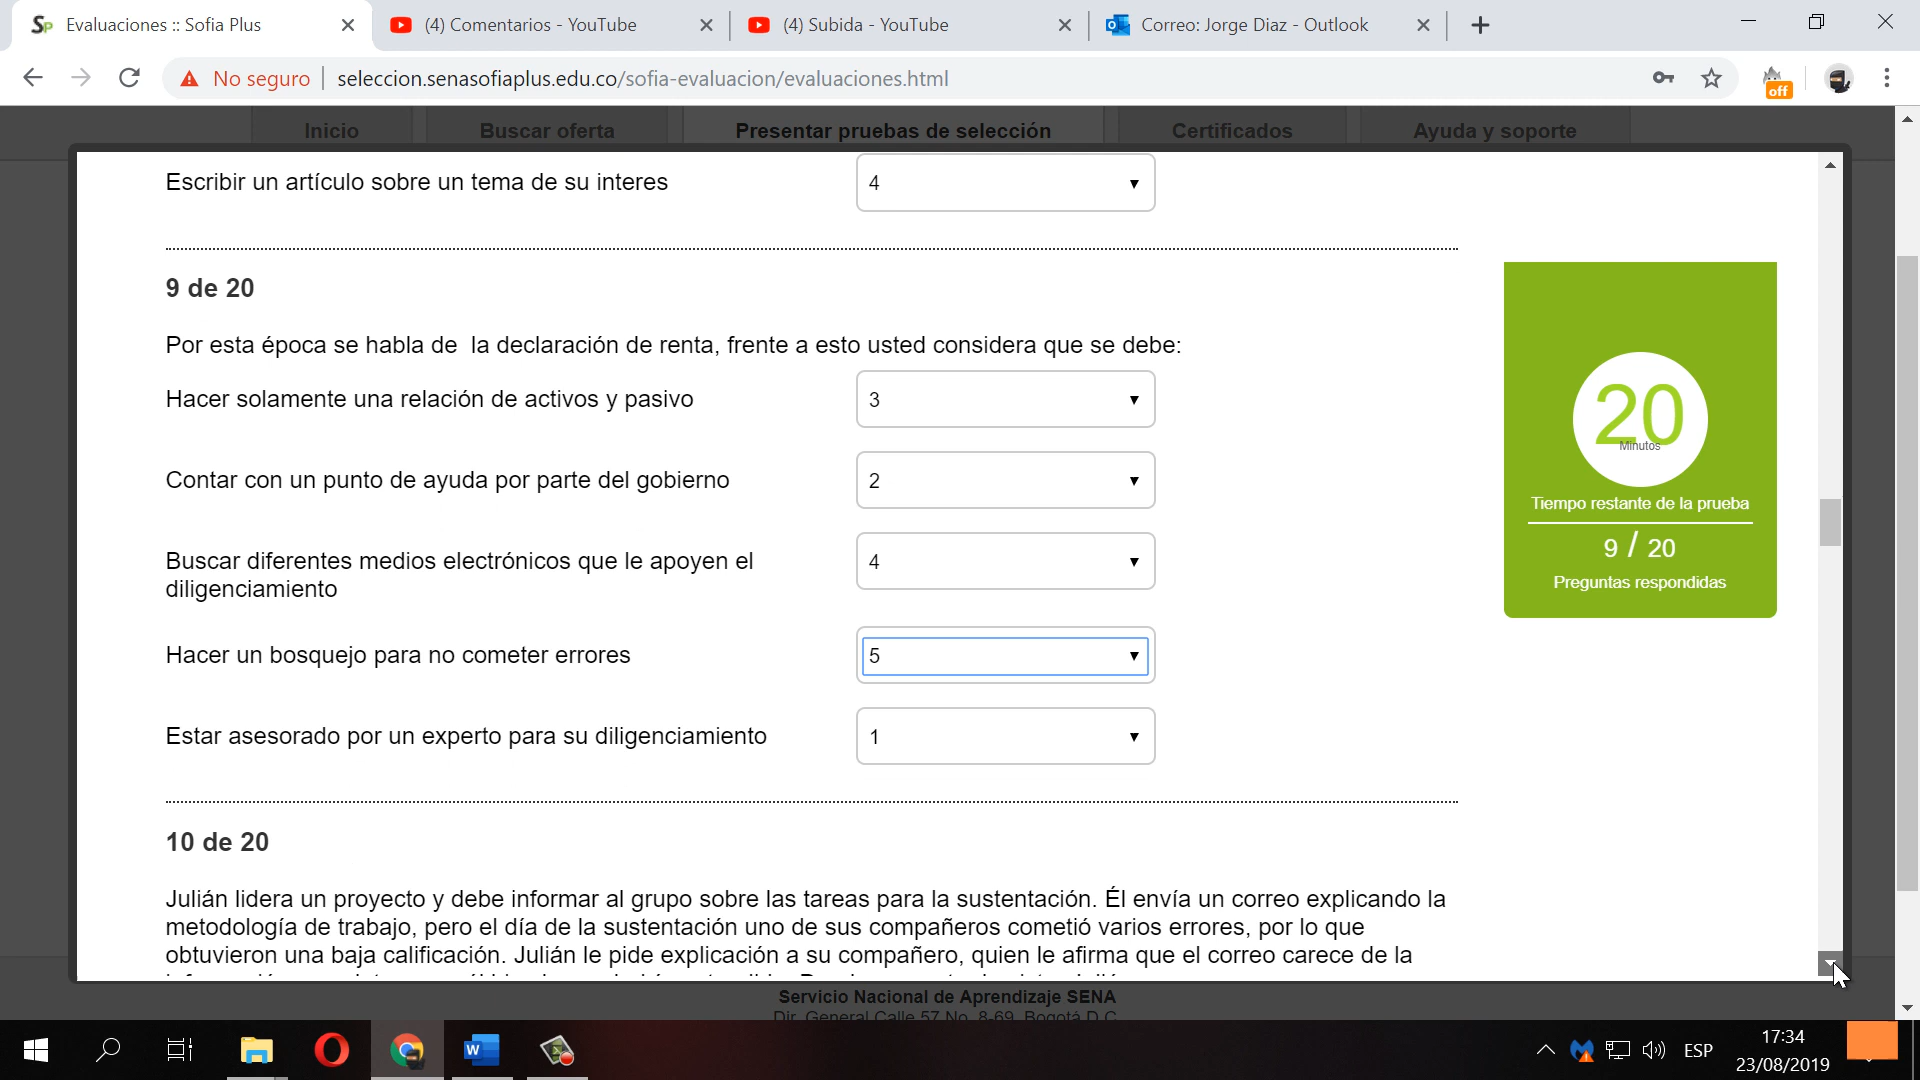 Evaluaciones :: Sofia Plus
(4) Comentarios - YouTube
(4) Subida - YouTube
Correo: Jorge Diaz - Outlook
No seguro
seleccion.senasofiaplus.edu.co/sofia-evaluacion/evaluaciones.html
off
Inicio
Buscar oferta
Presentar pruebas de selección
Certificados
Ayuda y soporte
Escribir un artículo sobre un tema de su interes
4
9 de 20
Por esta época se habla de  la declaración de renta, frente a esto usted considera que se debe:
Hacer solamente una relación de activos y pasivo
3
Contar con un punto de ayuda por parte del gobierno
2
Buscar diferentes medios electrónicos que le apoyen el
diligenciamiento
4
Hacer un bosquejo para no cometer errores
5
Estar asesorado por un experto para su diligenciamiento
1
20
Minutos
Tiempo restante de la prueba
9 / 20
Preguntas respondidas
10 de 20
Julián lidera un proyecto y debe informar al grupo sobre las tareas para la sustentación. Él envía un correo explicando la
metodología de trabajo, pero el día de la sustentación uno de sus compañeros cometió varios errores, por lo que
obtuvieron una baja calificación. Julián le pide explicación a su compañero, quien le afirma que el correo carece de la
Servicio Nacional de Aprendizaje SENA
Dir. General Calle 57 No. 8-69, Bogotá D.C
ESP
17:34
23/08/2019